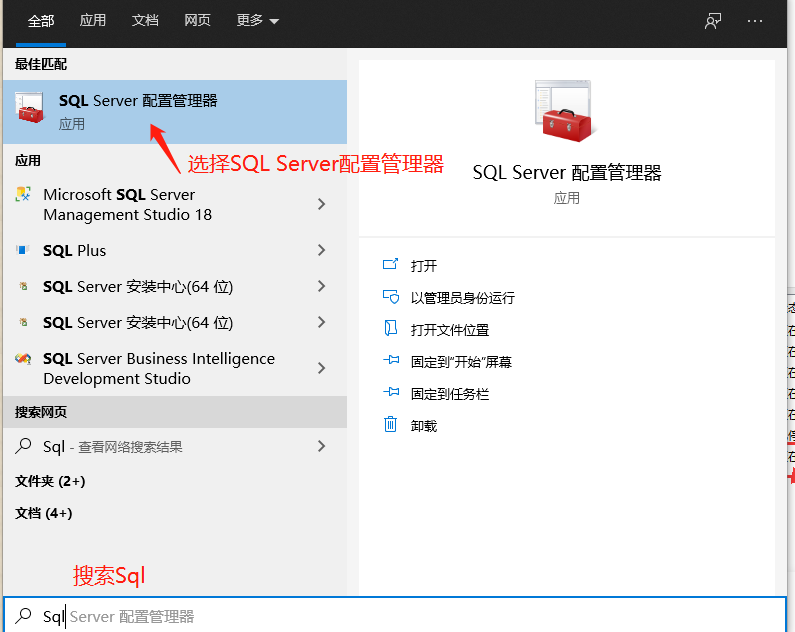 全部 应用 文档 网页 更多
最佳匹配
SQL Server 配置管理器
应用
选择SQL Server配置管理器
应用
Microsoft SQL Server
Management Studio 18
SQL Plus
SQL Server 安装中心(64 位)
SQL Server 安装中心(64 位)
SQL Server Business Intelligence
Development Studio
搜索网页
Sql - 查看网络搜索结果
文件夹 (2+)
文档 (4+)
搜索Sql
Sql Server 配置管理器
SQL Server 配置管理器
应用
打开
以管理员身份运行
打开文件位置
固定到"开始"屏幕
固定到任务栏
卸载